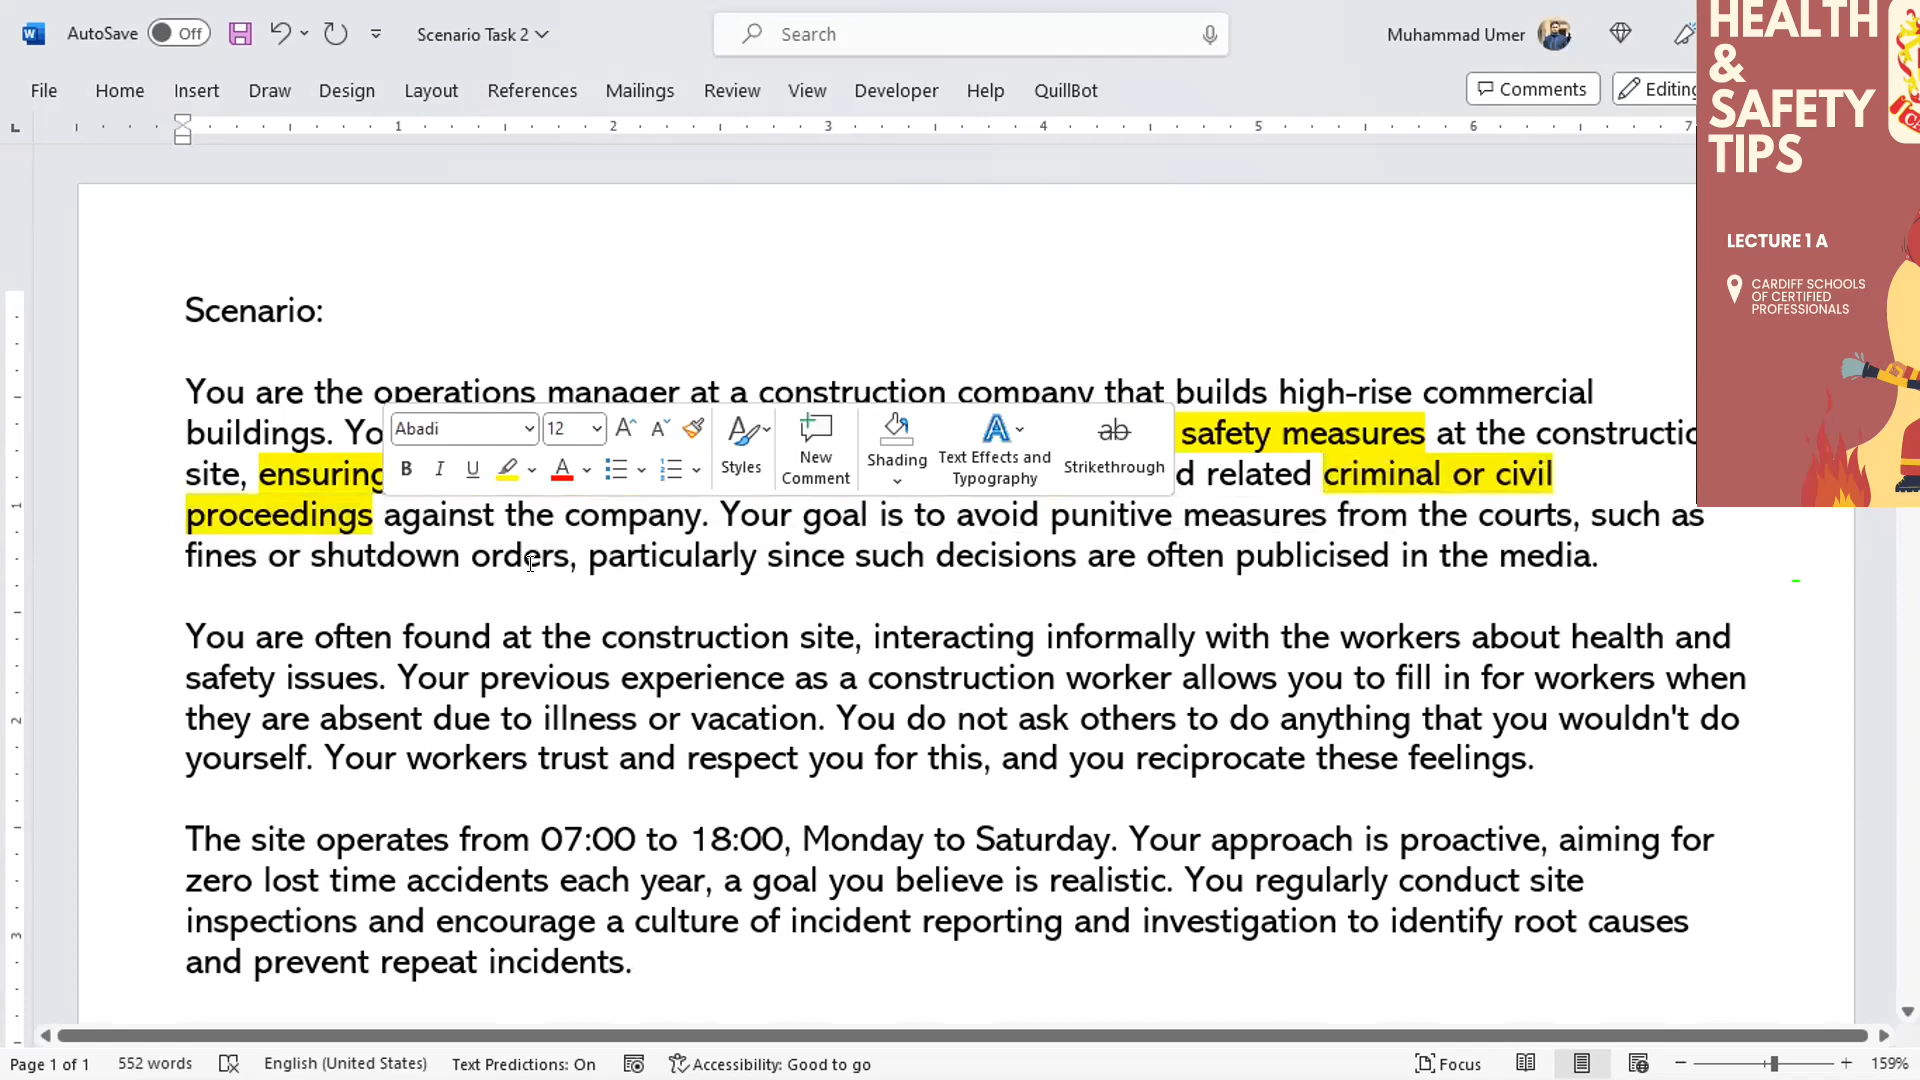 AutoSave Off Scenario Task 2 Search Muhammad Umer
File Home Insert Draw Design Layout References Mailings Review View Developer Help QuillBot Comments Editing
HEALTH
&
SAFETY
TIPS
LECTURE 1 A
CARDIFF SCHOOLS
OF CERTIFIED
PROFESSIONALS
1 2 3 4 5 6 7
Scenario:
You are the operations manager at a construction company that builds high-rise commercial
buildings. Yo safety measures at the constructio
site, ensuring d related criminal or civil
proceedings against the company. Your goal is to avoid punitive measures from the courts, such as
fines or shutdown orders, particularly since such decisions are often publicised in the media.
Abadi 12 Styles New Comment Shading Text Effects and Typography ab Strikethrough
B I U A
You are often found at the construction site, interacting informally with the workers about health and
safety issues. Your previous experience as a construction worker allows you to fill in for workers when
they are absent due to illness or vacation. You do not ask others to do anything that you wouldn't do
yourself. Your workers trust and respect you for this, and you reciprocate these feelings.
The site operates from 07:00 to 18:00, Monday to Saturday. Your approach is proactive, aiming for
zero lost time accidents each year, a goal you believe is realistic. You regularly conduct site
inspections and encourage a culture of incident reporting and investigation to identify root causes
and prevent repeat incidents.
Page 1 of 1 552 words English (United States) Text Predictions: On Accessibility: Good to go Focus 159%